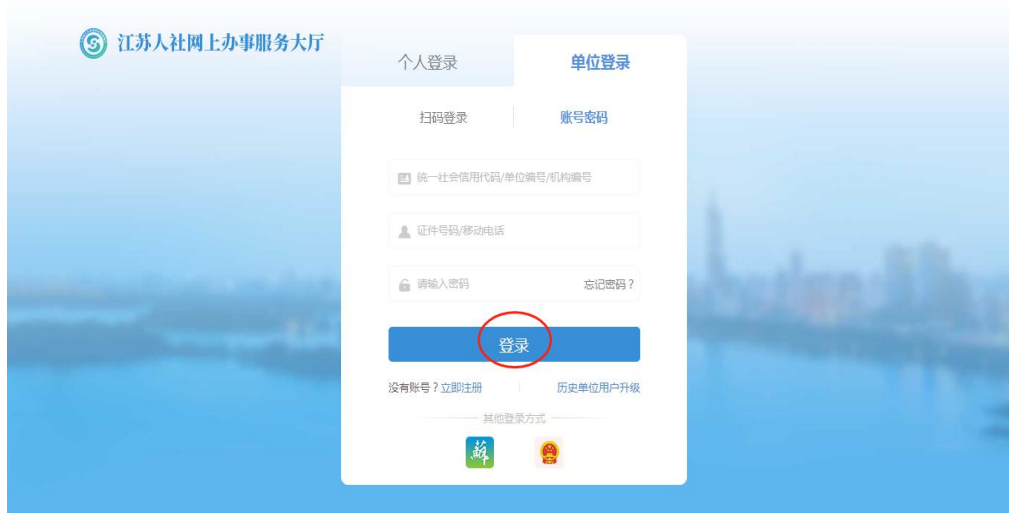 江苏人社网上办事服务大厅
个人登录 单位登录
扫码登录 账号密码
统一社会信用代码/单位编号/机构编号
证件号码/移动电话
请输入密码 忘记密码？
登录
没有账号？立即注册 历史单位用户升级
其他登录方式
蘇